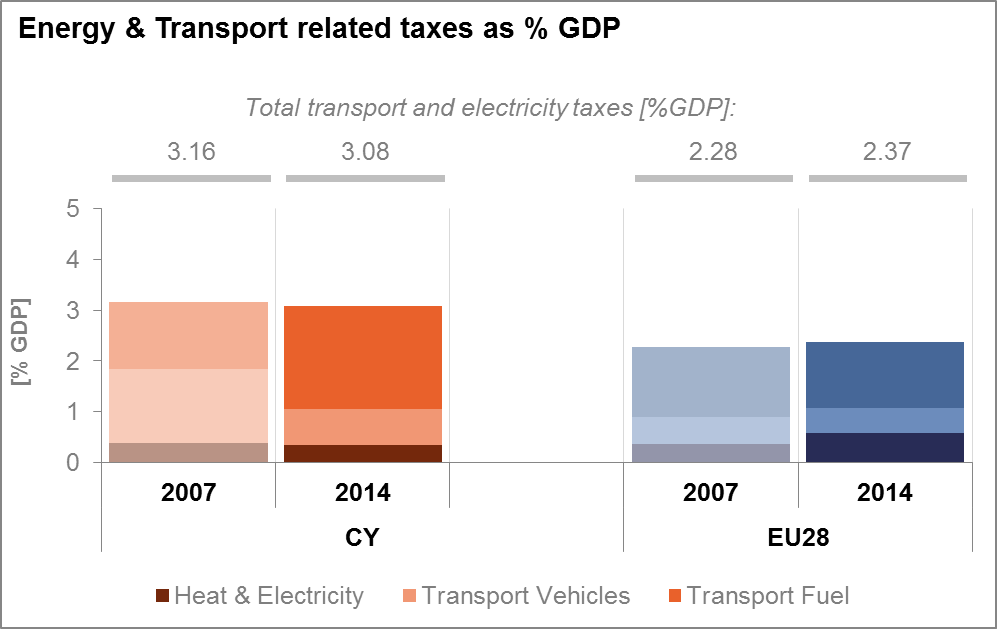 Energy & Transport related taxes as % GDP
Total transport and electricity taxes [%GDP]:
3.16 3.08 2.28 2.37
5
4
3
2
1
0
[% GDP]
2007 2014 2007 2014
CY EU28
Heat & Electricity Transport Vehicles Transport Fuel